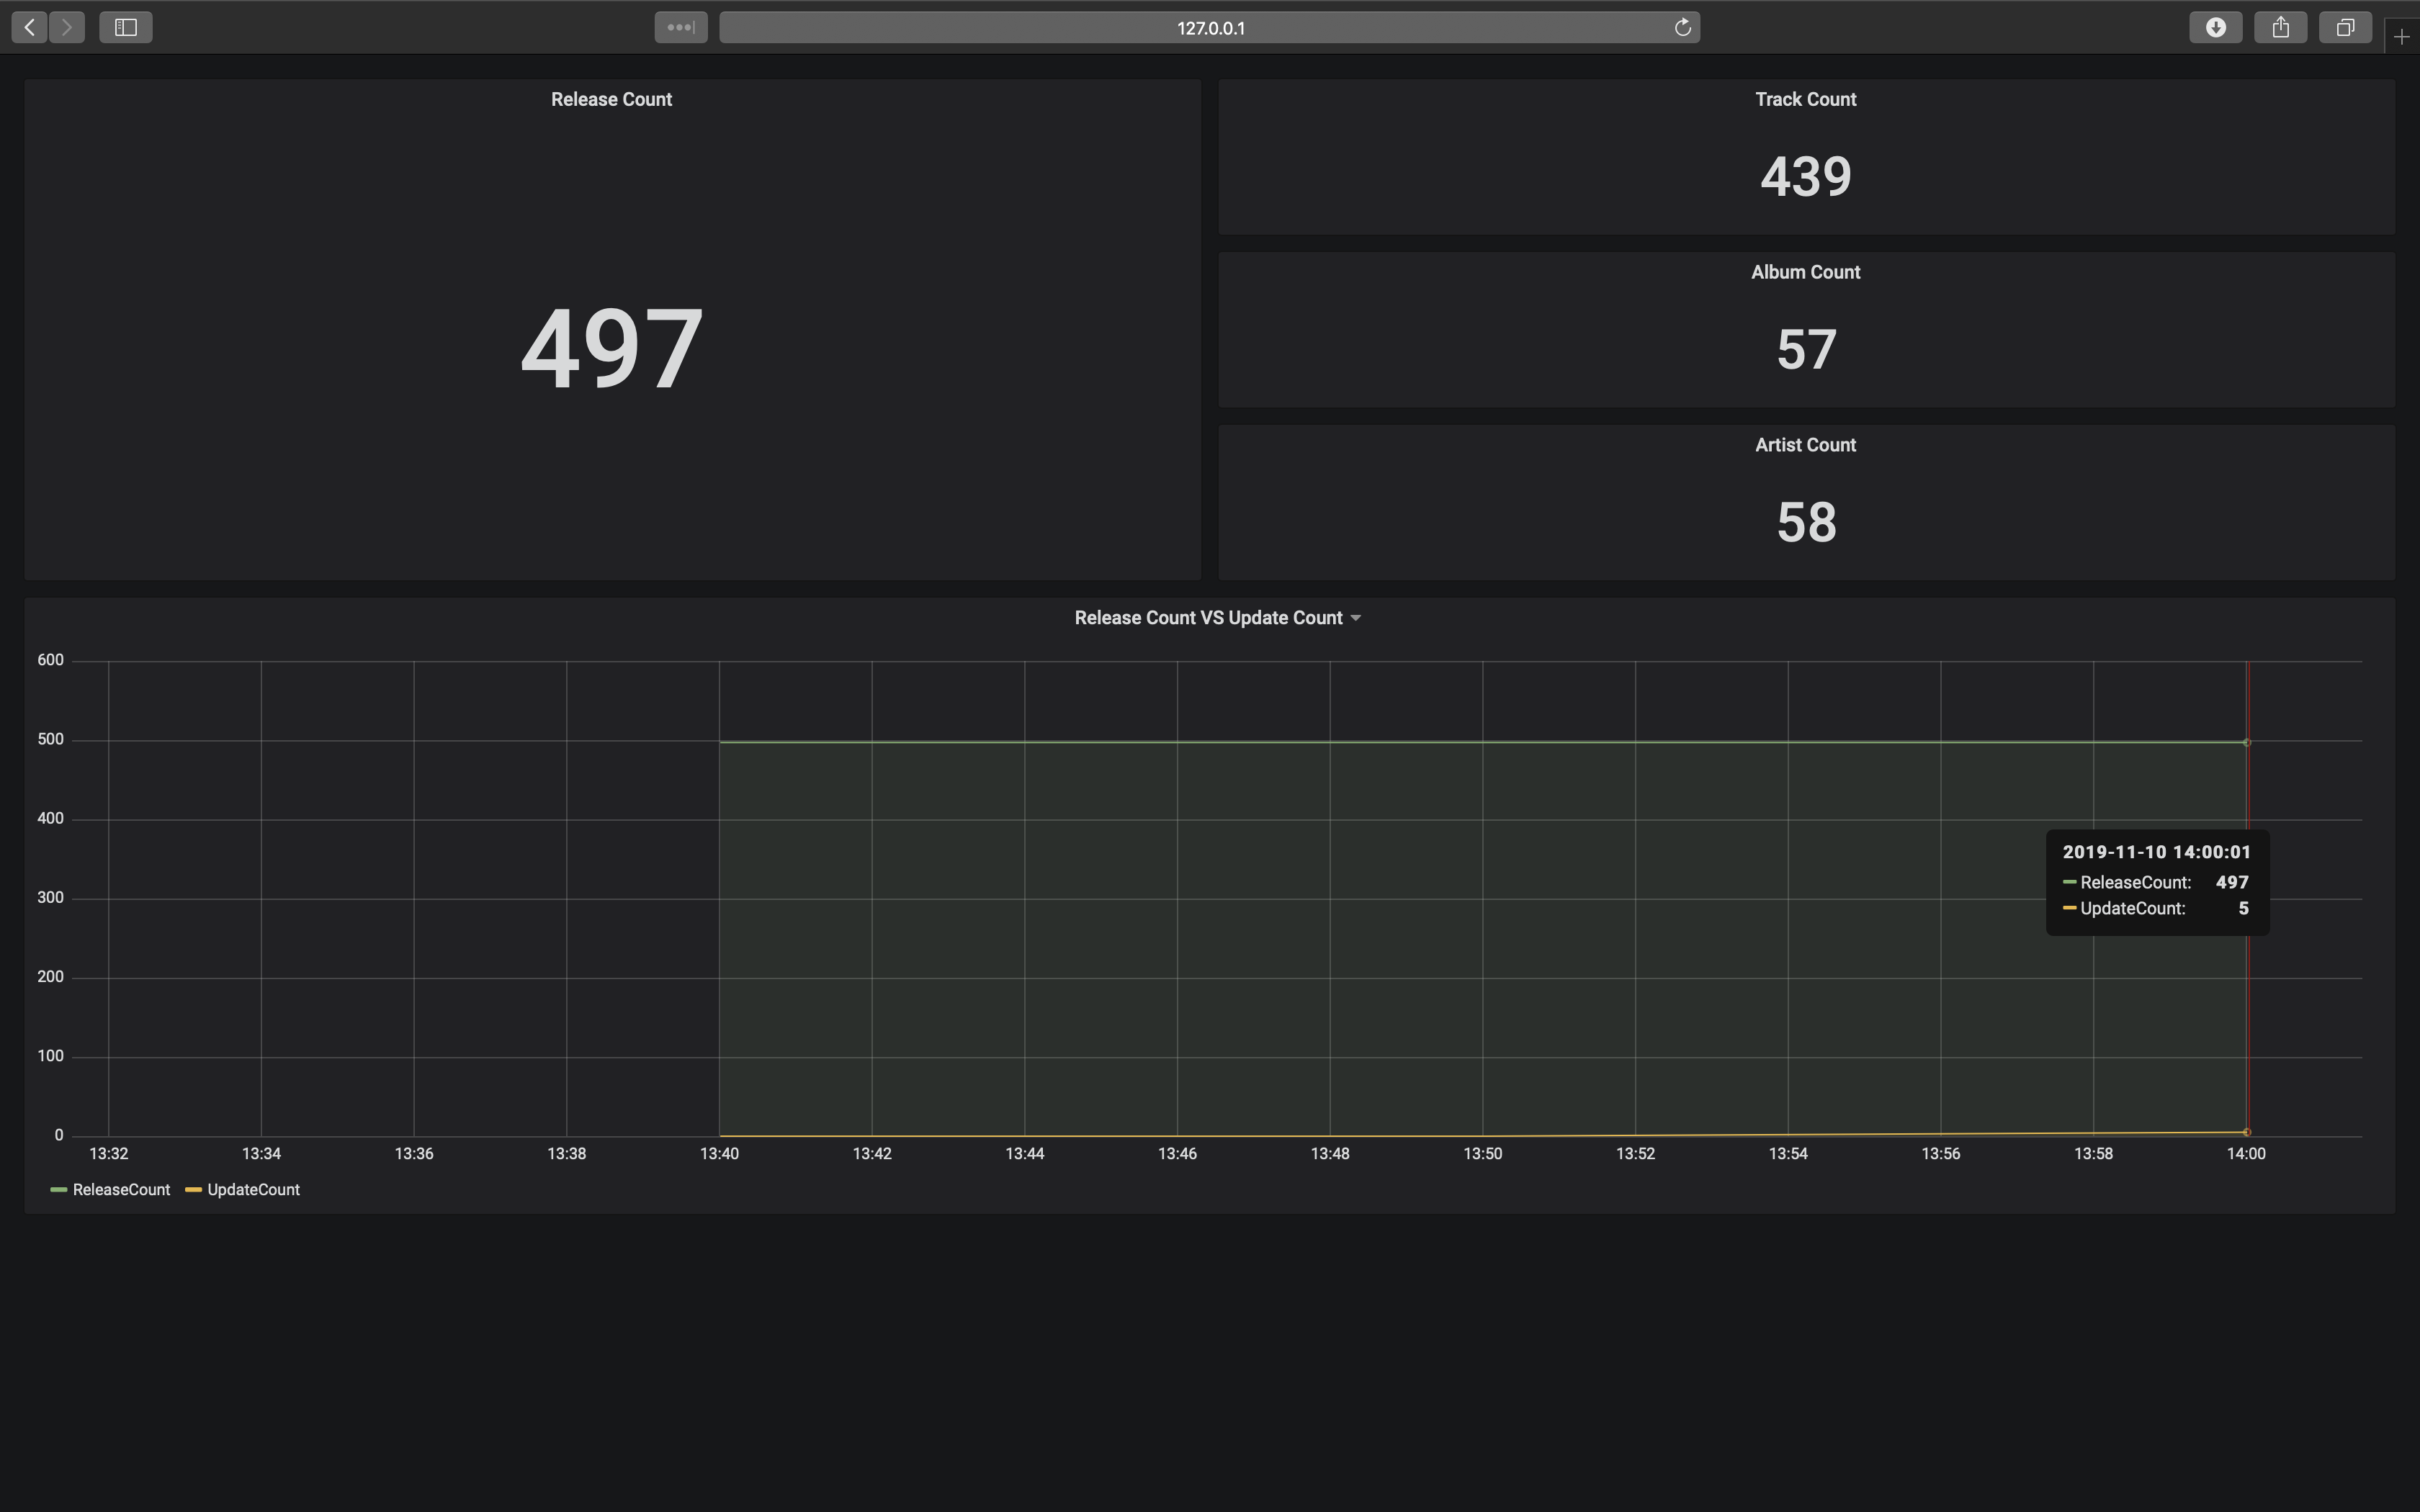 127.0.0.1
Release Count
497
Track Count
439
Album Count
57
Artist Count
58
Release Count VS Update Count
600
500
400
300
200
100
0
2019-11-10 14:00:01
ReleaseCount: 497
UpdateCount: 5
13:32 13:34 13:36 13:38 13:40 13:42 13:44 13:46 13:48 13:50 13:52 13:54 13:56 13:58 14:00
ReleaseCount UpdateCount